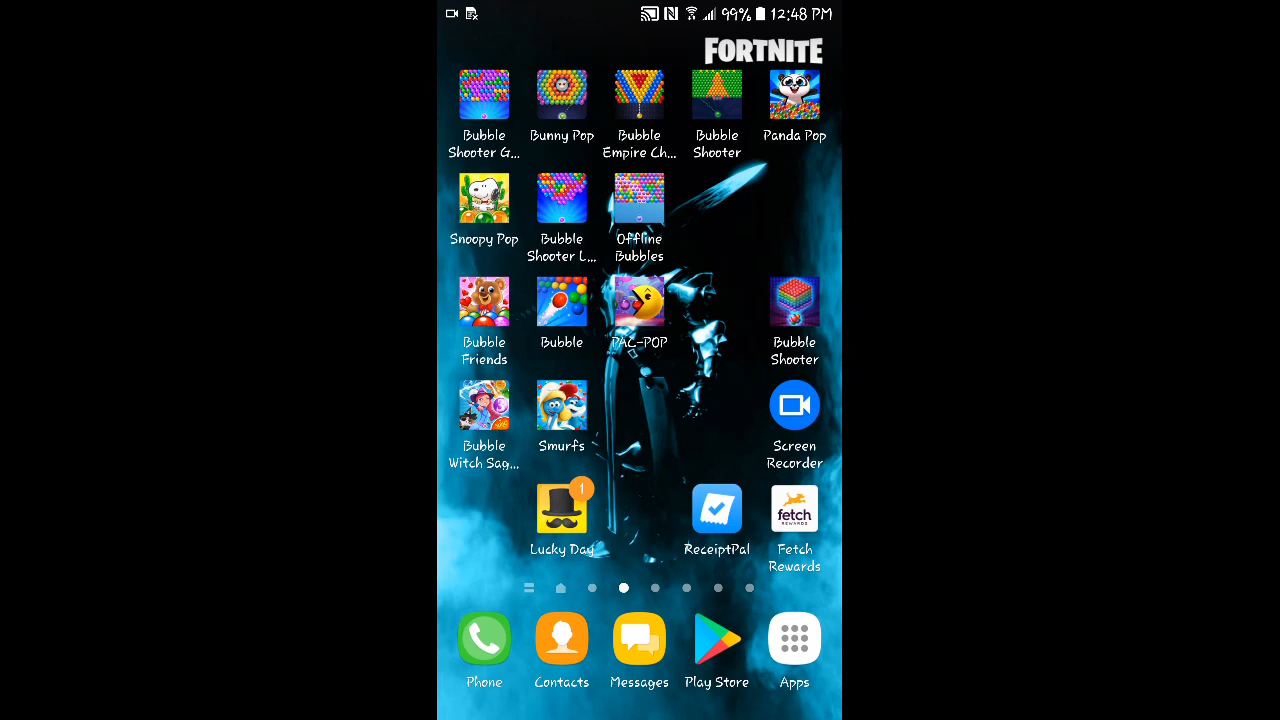 99% 12:48 PM
FORTNITE
Bubble Shooter G...
Bunny Pop
Bubble Empire Ch...
Bubble Shooter
Panda Pop
Snoopy Pop
Bubble Shooter L...
Offline Bubbles
Bubble Friends
Bubble
PAC-POP
Bubble Shooter
Bubble Witch Sag...
Smurfs
Screen Recorder
1
Lucky Day
ReceiptPal
fetch
REWARDS
Fetch Rewards
Phone
Contacts
Messages
Play Store
Apps